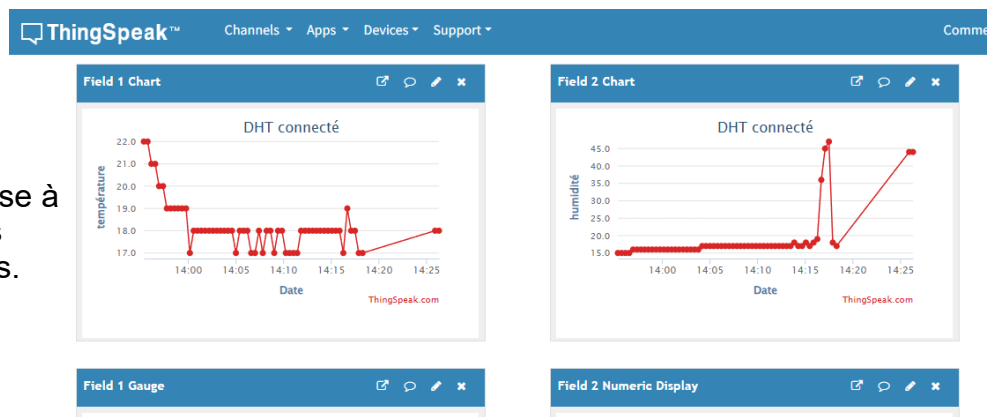 ThingSpeak™ Channels Apps Devices Support
Field 1 Chart
DHT connecté
22.0
21.0
20.0
19.0
18.0
17.0
température
14:00 14:05 14:10 14:15 14:20 14:25
Date
ThingSpeak.com
Field 2 Chart
DHT connecté
45.0
40.0
35.0
30.0
25.0
20.0
15.0
humidité
14:00 14:05 14:10 14:15 14:20 14:25
Date
ThingSpeak.com
à
Field 1 Gauge
Field 2 Numeric Display